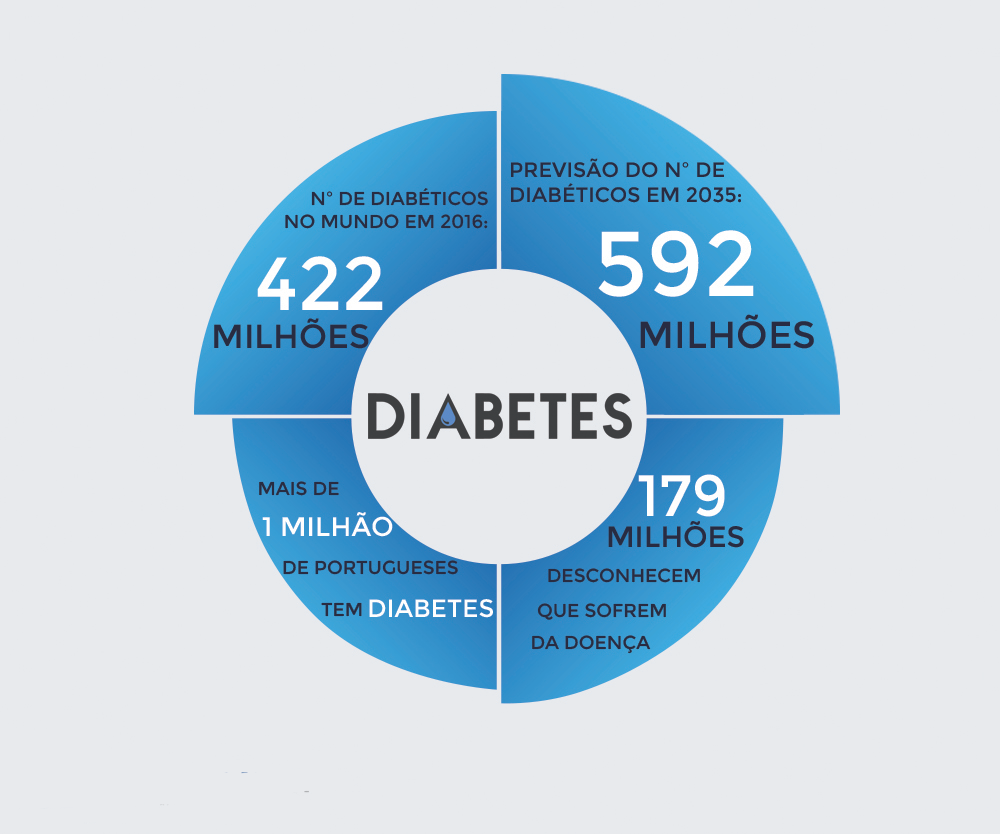 N° DE DIABÉTICOS
NO MUNDO EM 2016:
422
MILHÕES
PREVISÃO DO N° DE
DIABÉTICOS EM 2035:
592
MILHÕES
DIABETES
MAIS DE
1 MILHÃO
DE PORTUGUESES
TEM DIABETES
179
MILHÕES
DESCONHECEM
QUE SOFREM
DA DOENÇA